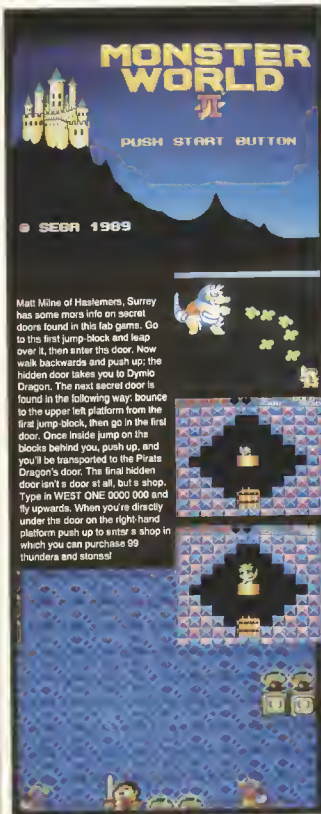 MONSTER
WORLD
II
PUSH START BUTTON
© SEGA 1989
Matt Milne of Haslemers, Surrey
has some more info on secret
doors found in this fab game. Go
to the first jump-block and leap
over it, then enter the door. Now
walk backwards and push up; the
hidden door takes you to Dymlo
Dragon. The next secret door is
found in the following way: bounce
to the upper left platform from the
first jump-block, then go in the first
door. Once inside jump on the
blocks behind you, push up, and
you'll be transported to the Pirate
Dragon's door. The final hidden
door isn't a door at all, but a shop.
Type in WEST ONE 0000 000 and
fly upwards. When you're directly
under the door on the right-hand
platform push up to enter a shop in
which you can purchase 99
thunders and stones!